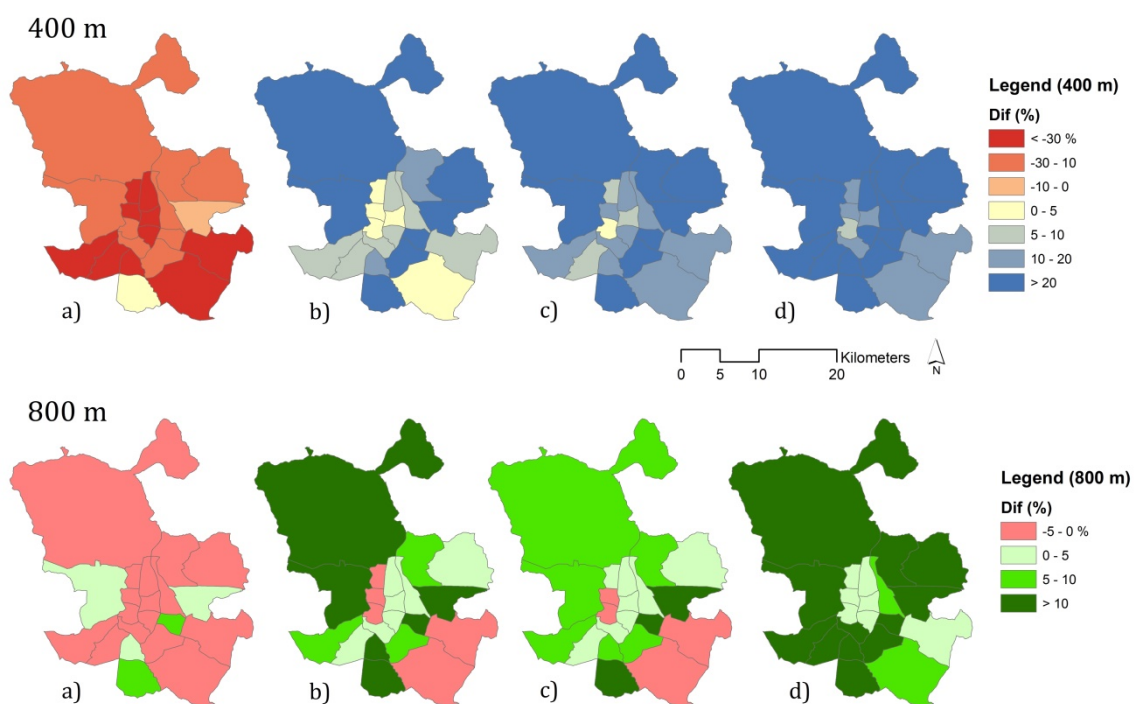 400 m
Legend (400 m)
Dif (%)
< -30 %
-30 - 10
-10 - 0
0 - 5
5 - 10
10 - 20
> 20
a) b) c) d)
Kilometers
0 5 10 20
N
800 m
Legend (800 m)
Dif (%)
-5 - 0 %
0 - 5
5 - 10
> 10
a) b) c) d)